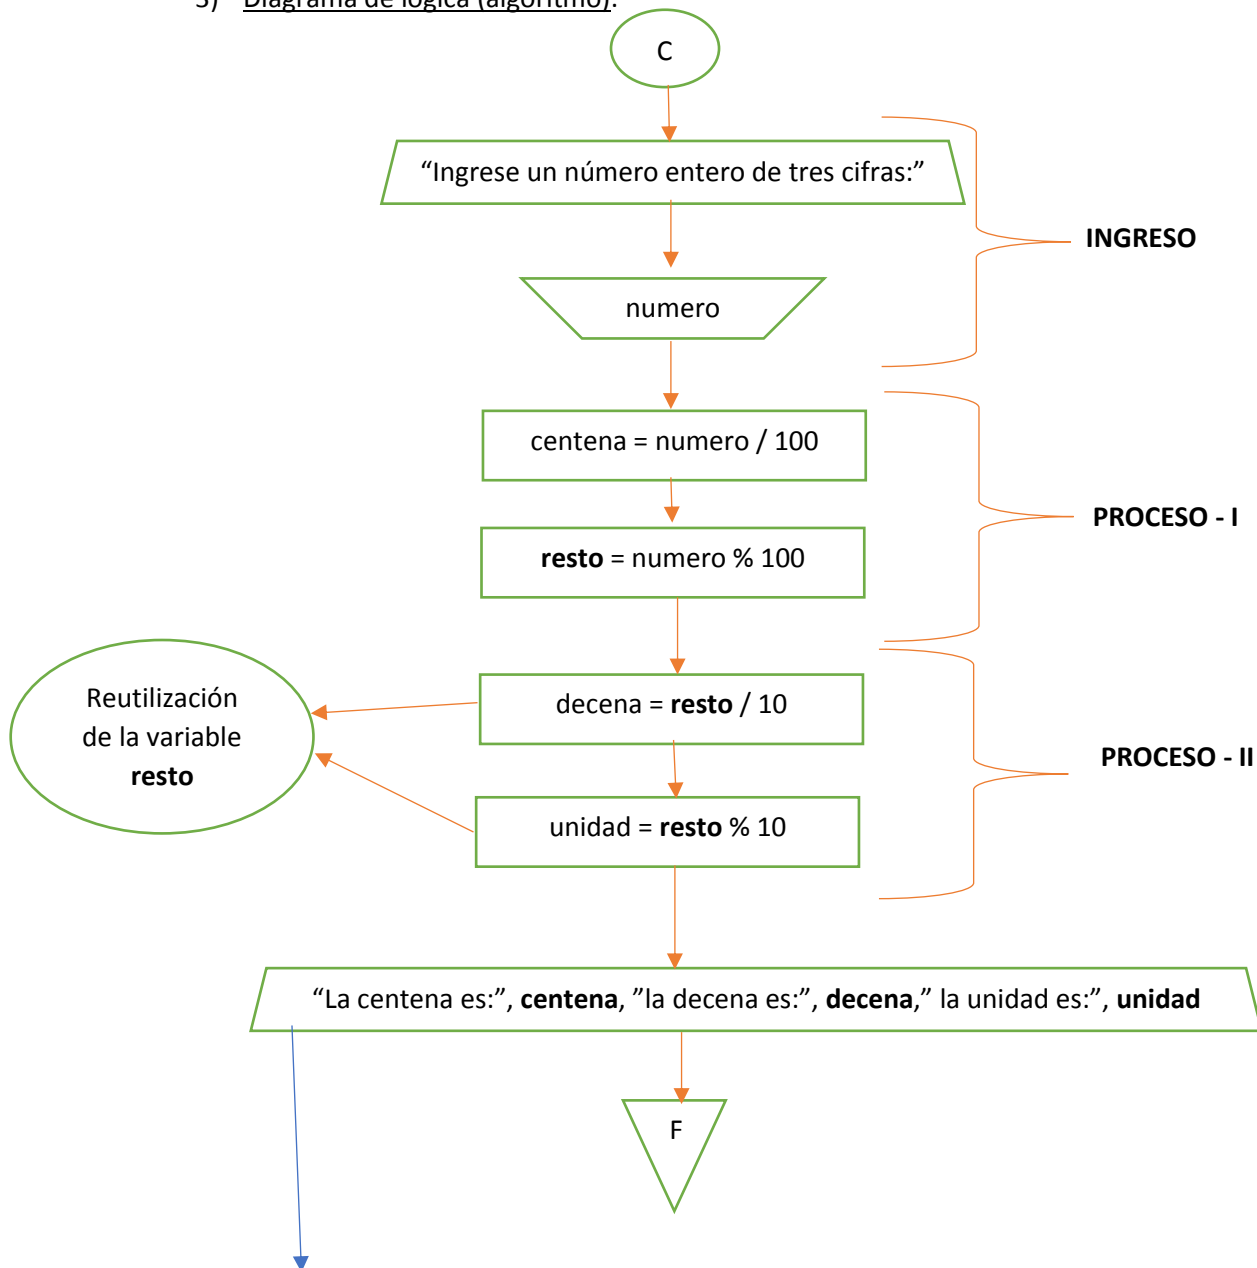 3) Diagrama de lógica (algoritmo):
C
“Ingrese un número entero de tres cifras:”
INGRESO
numero
centena = numero / 100
PROCESO - I
resto = numero % 100
Reutilización
de la variable
resto
decena = resto / 10
PROCESO - II
unidad = resto % 10
“La centena es:”, centena, ”la decena es:”, decena,” la unidad es:”, unidad
F